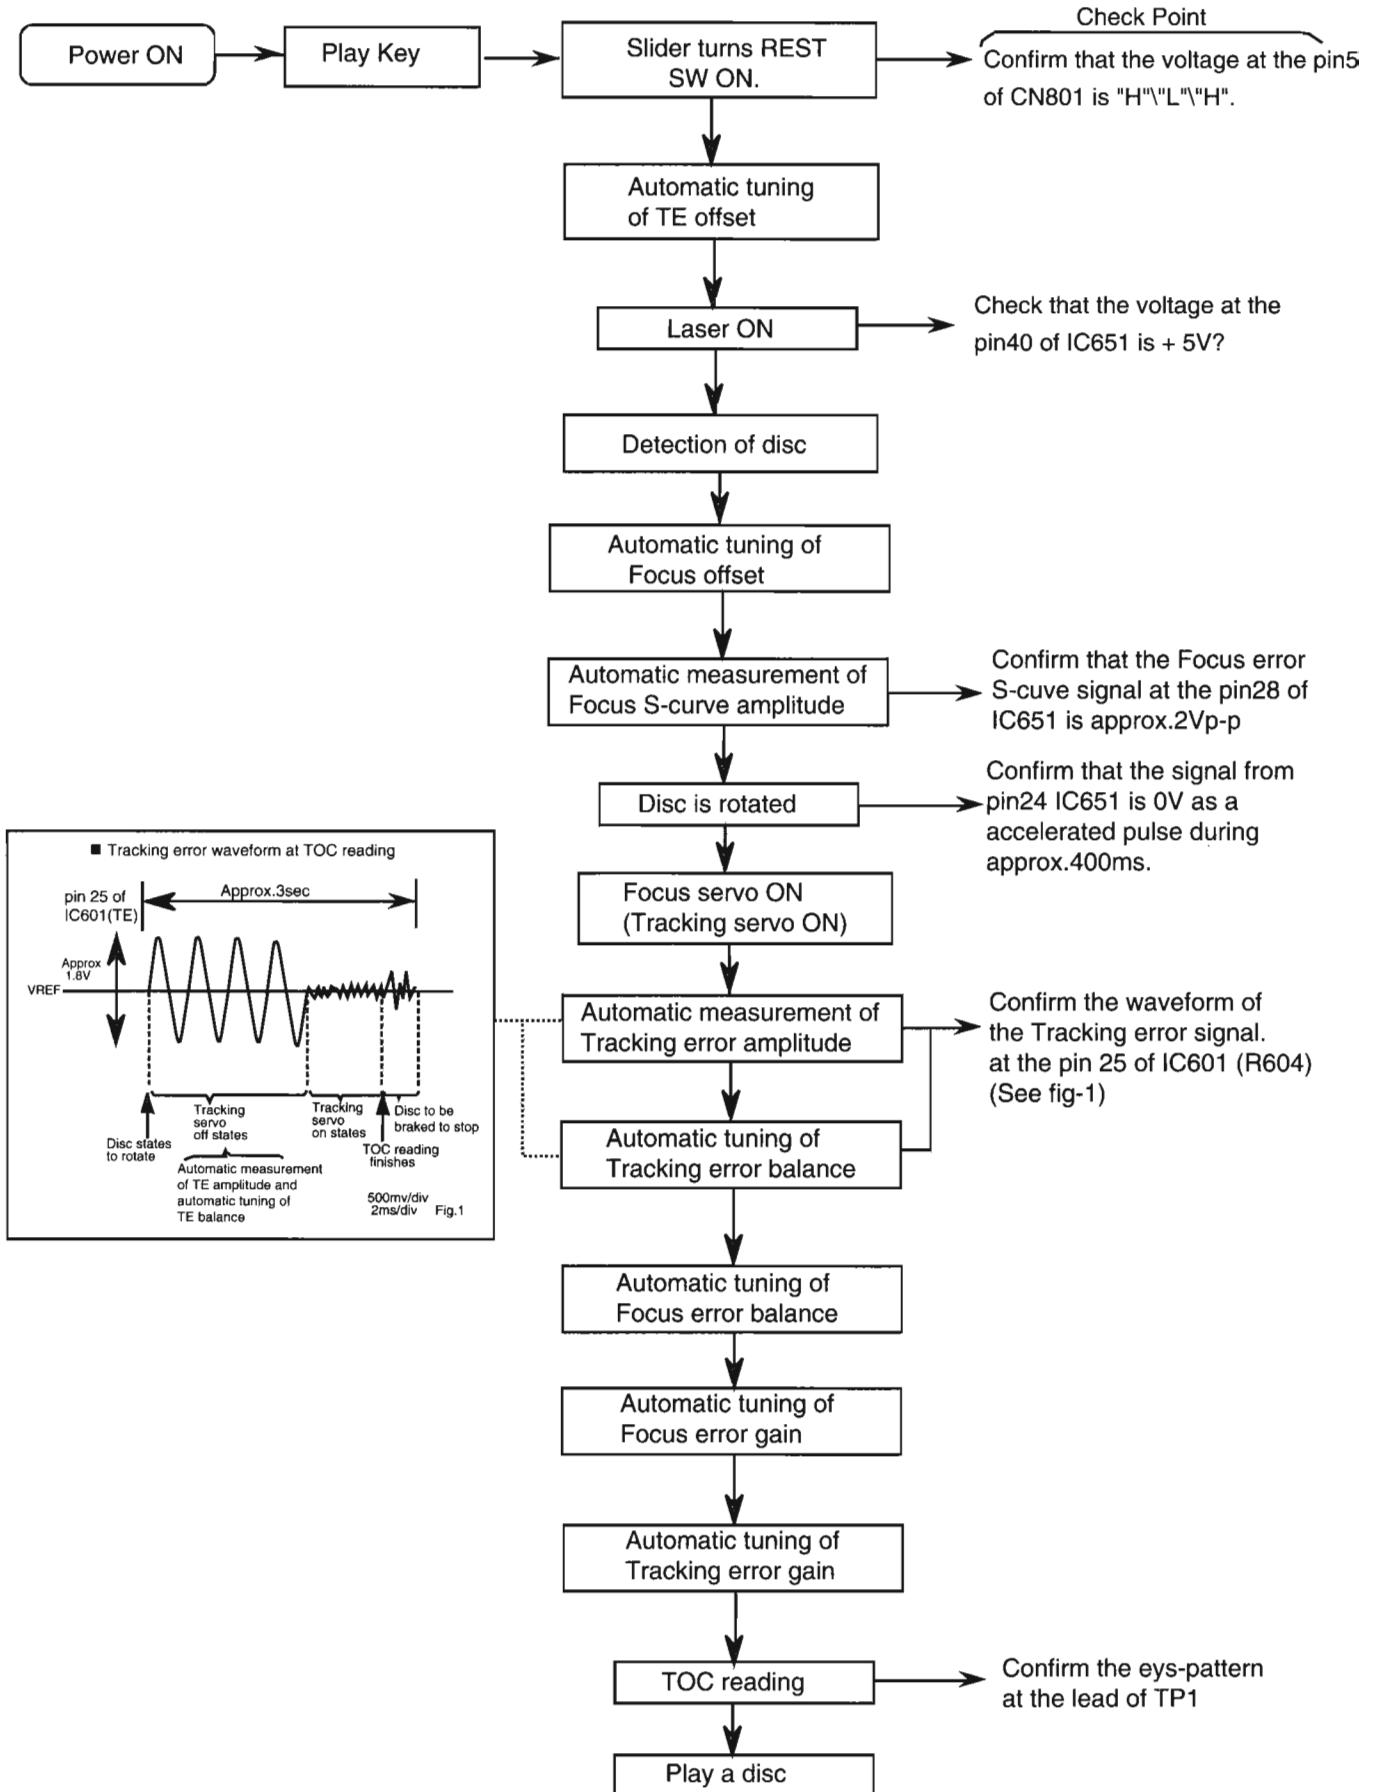 Check Point
Power ON
Play Key
Slider turns REST
SW ON.
Confirm that the voltage at the pin5
of CN801 is "H"\"L"\"H".
Automatic tuning
of TE offset
Laser ON
Check that the voltage at the
pin40 of IC651 is + 5V?
Detection of disc
Automatic tuning of
Focus offset
Automatic measurement of
Focus S-curve amplitude
Confirm that the Focus error
S-cuve signal at the pin28 of
IC651 is approx.2Vp-p
Disc is rotated
Confirm that the signal from
pin24 IC651 is 0V as a
accelerated pulse during
approx.400ms.
■ Tracking error waveform at TOC reading
pin 25 of
IC601(TE)
Approx.3sec
Approx
1.8V
VREF
Tracking
servo
off states
Tracking
servo
on states
Disc to be
braked to stop
Disc states
to rotate
TOC reading
finishes
Automatic measurement
of TE amplitude and
automatic tuning of
TE balance
500mv/div
2ms/div
Fig.1
Focus servo ON
(Tracking servo ON)
Automatic measurement of
Tracking error amplitude
Confirm the waveform of
the Tracking error signal.
at the pin 25 of IC601 (R604)
(See fig-1)
Automatic tuning of
Tracking error balance
Automatic tuning of
Focus error balance
Automatic tuning of
Focus error gain
Automatic tuning of
Tracking error gain
TOC reading
Confirm the eys-pattern
at the lead of TP1
Play a disc